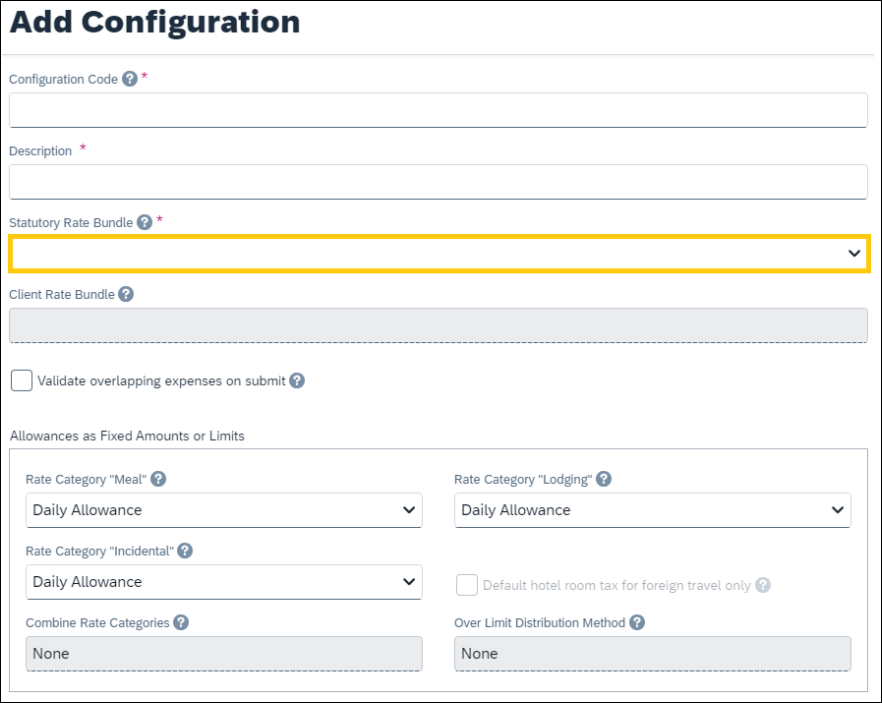 Add Configuration
Configuration Code ? *
Description *
Statutory Rate Bundle ? *
Client Rate Bundle ?
Validate overlapping expenses on submit ?
Allowances as Fixed Amounts or Limits
Rate Category "Meal" ? Rate Category "Lodging" ?
Daily Allowance Daily Allowance
Rate Category "Incidental" ?
Daily Allowance Default hotel room tax for foreign travel only ?
Combine Rate Categories ? Over Limit Distribution Method ?
None None